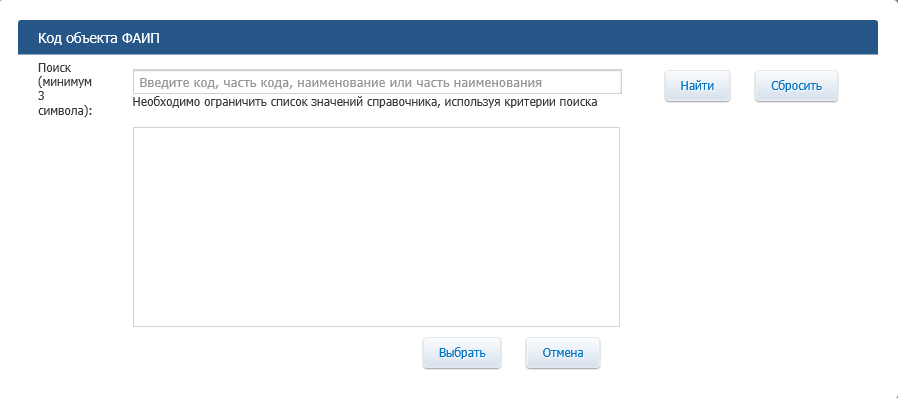 Код объекта ФАИП
Поиск
(минимум
3
символа):
Введите код, часть кода, наименование или часть наименования
Необходимо ограничить список значений справочника, используя критерии поиска
Найти
Сбросить
Выбрать
Отмена